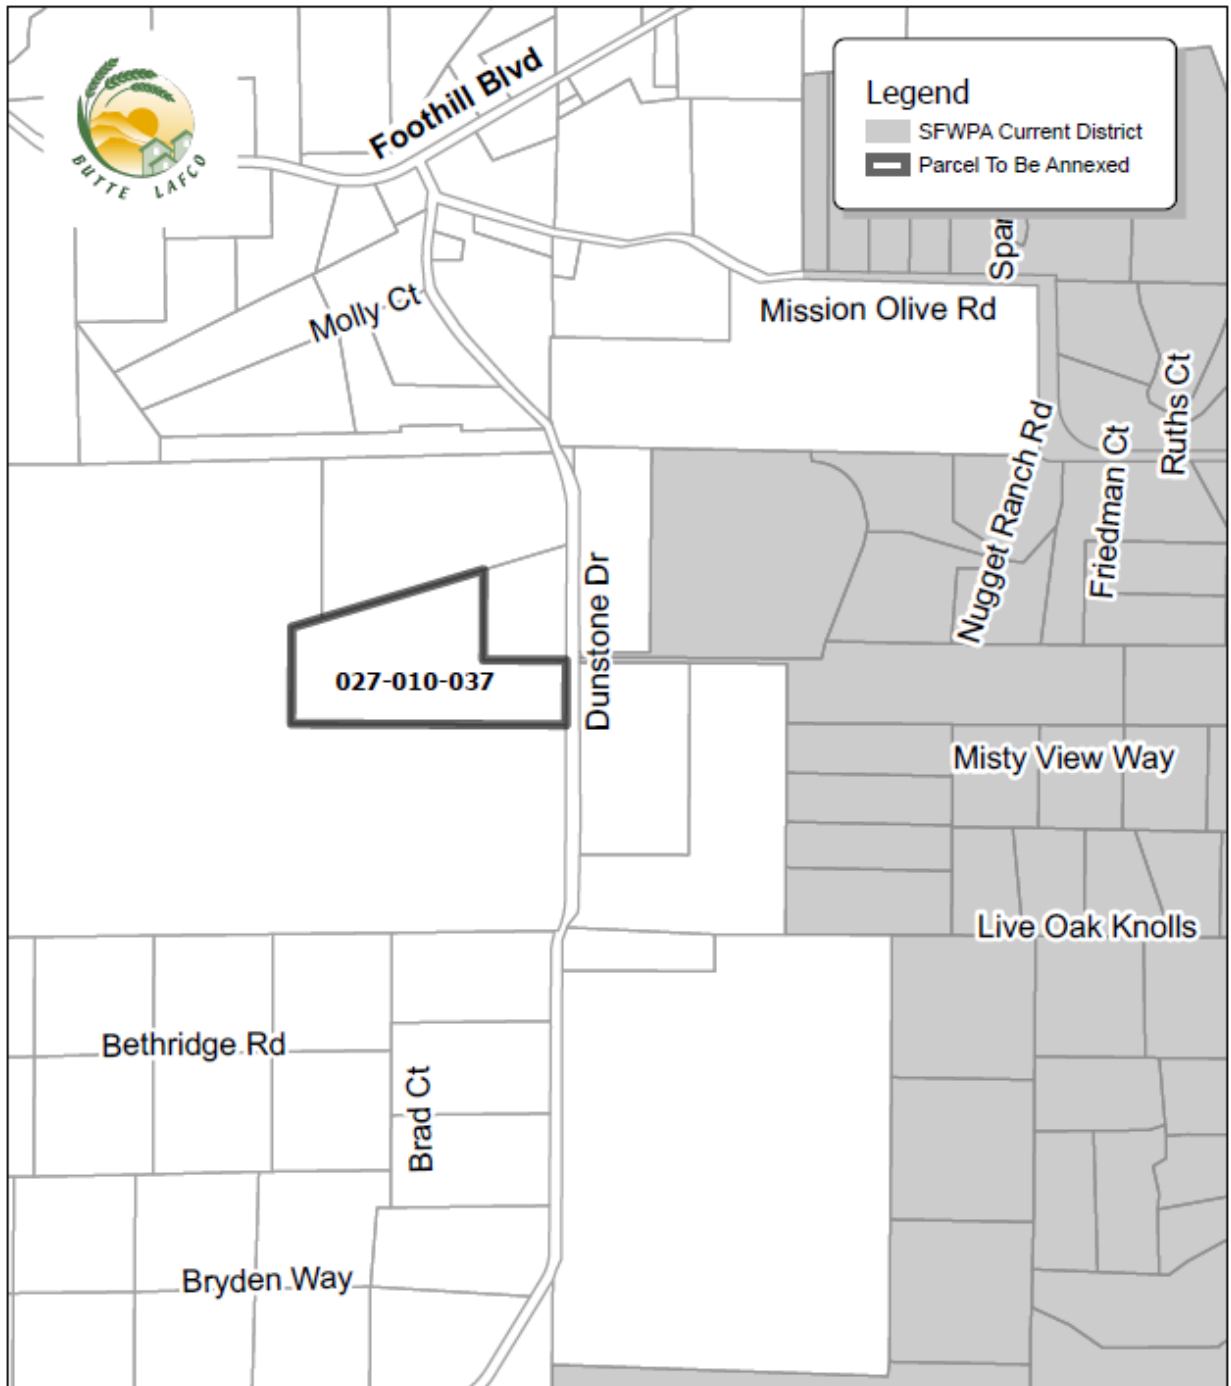 Foothill Blvd
Legend
SFWPA Current District
Parcel To Be Annexed
BUTTE LAFCO
Spar
Molly Ct
Mission Olive Rd
Ruths Ct
Nugget Ranch Rd
Friedman Ct
Dunstone Dr
027-010-037
Misty View Way
Live Oak Knolls
Bethridge Rd
Brad Ct
Bryden Way